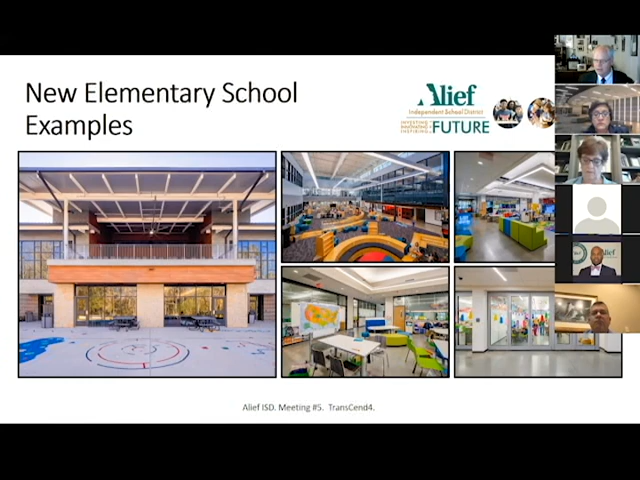 New Elementary School
Examples
Alief
Independent School District
INVESTING
INNOVATING
INSPIRING
FUTURE
Alief ISD. Meeting #5. TransCend4.